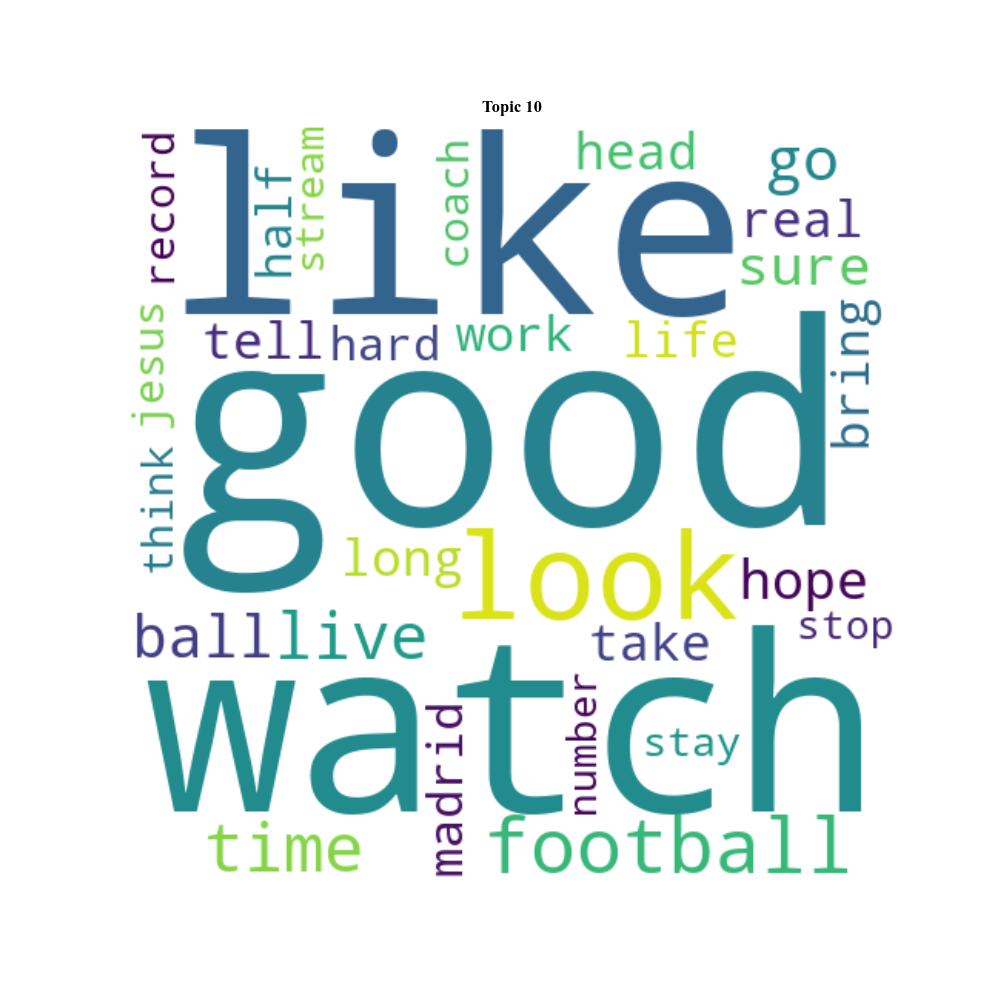 Topic 10
like
record
half
stream
coach
head
go
real
sure
tell
hard
work
life
bring
jesus
good
think
long
look
hope
stop
ball
live
take
watch
madrid
number
stay
time
football